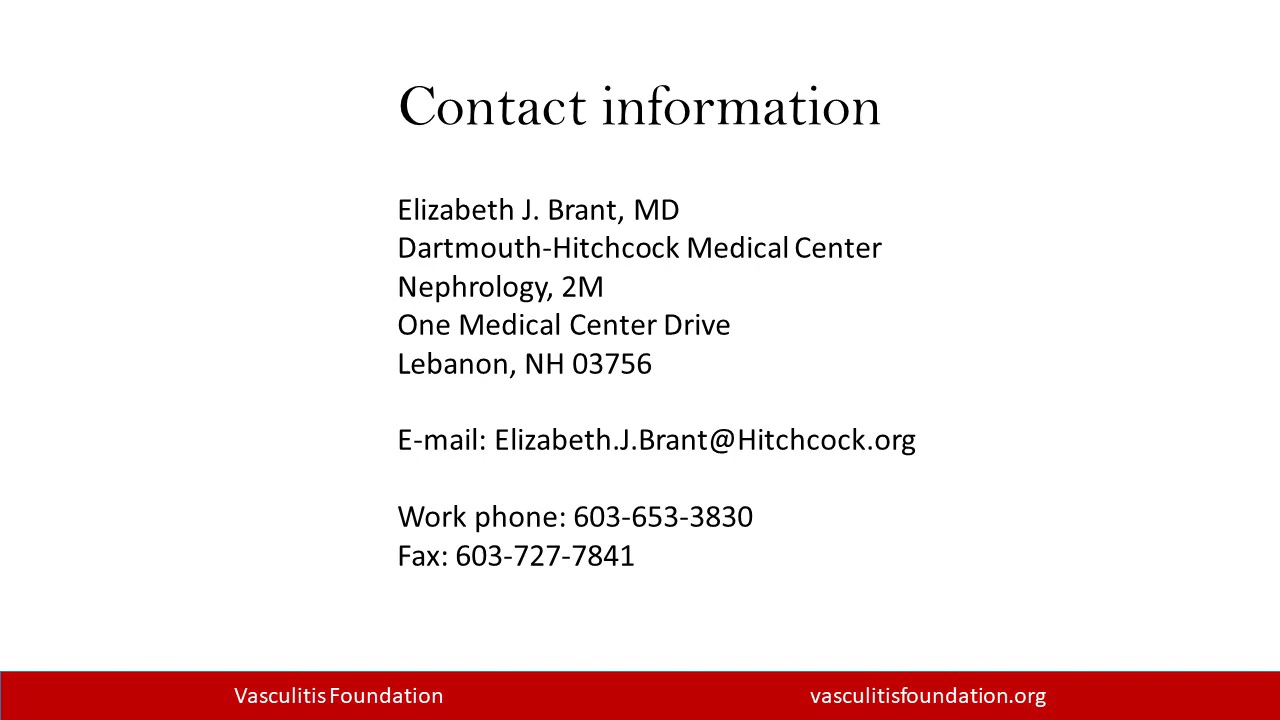 Contact information
Elizabeth J. Brant, MD
Dartmouth-Hitchcock Medical Center
Nephrology, 2M
One Medical Center Drive
Lebanon, NH 03756
E-mail: Elizabeth.J.Brant@Hitchcock.org
Work phone: 603-653-3830
Fax: 603-727-7841
Vasculitis Foundation
vasculitisfoundation.org